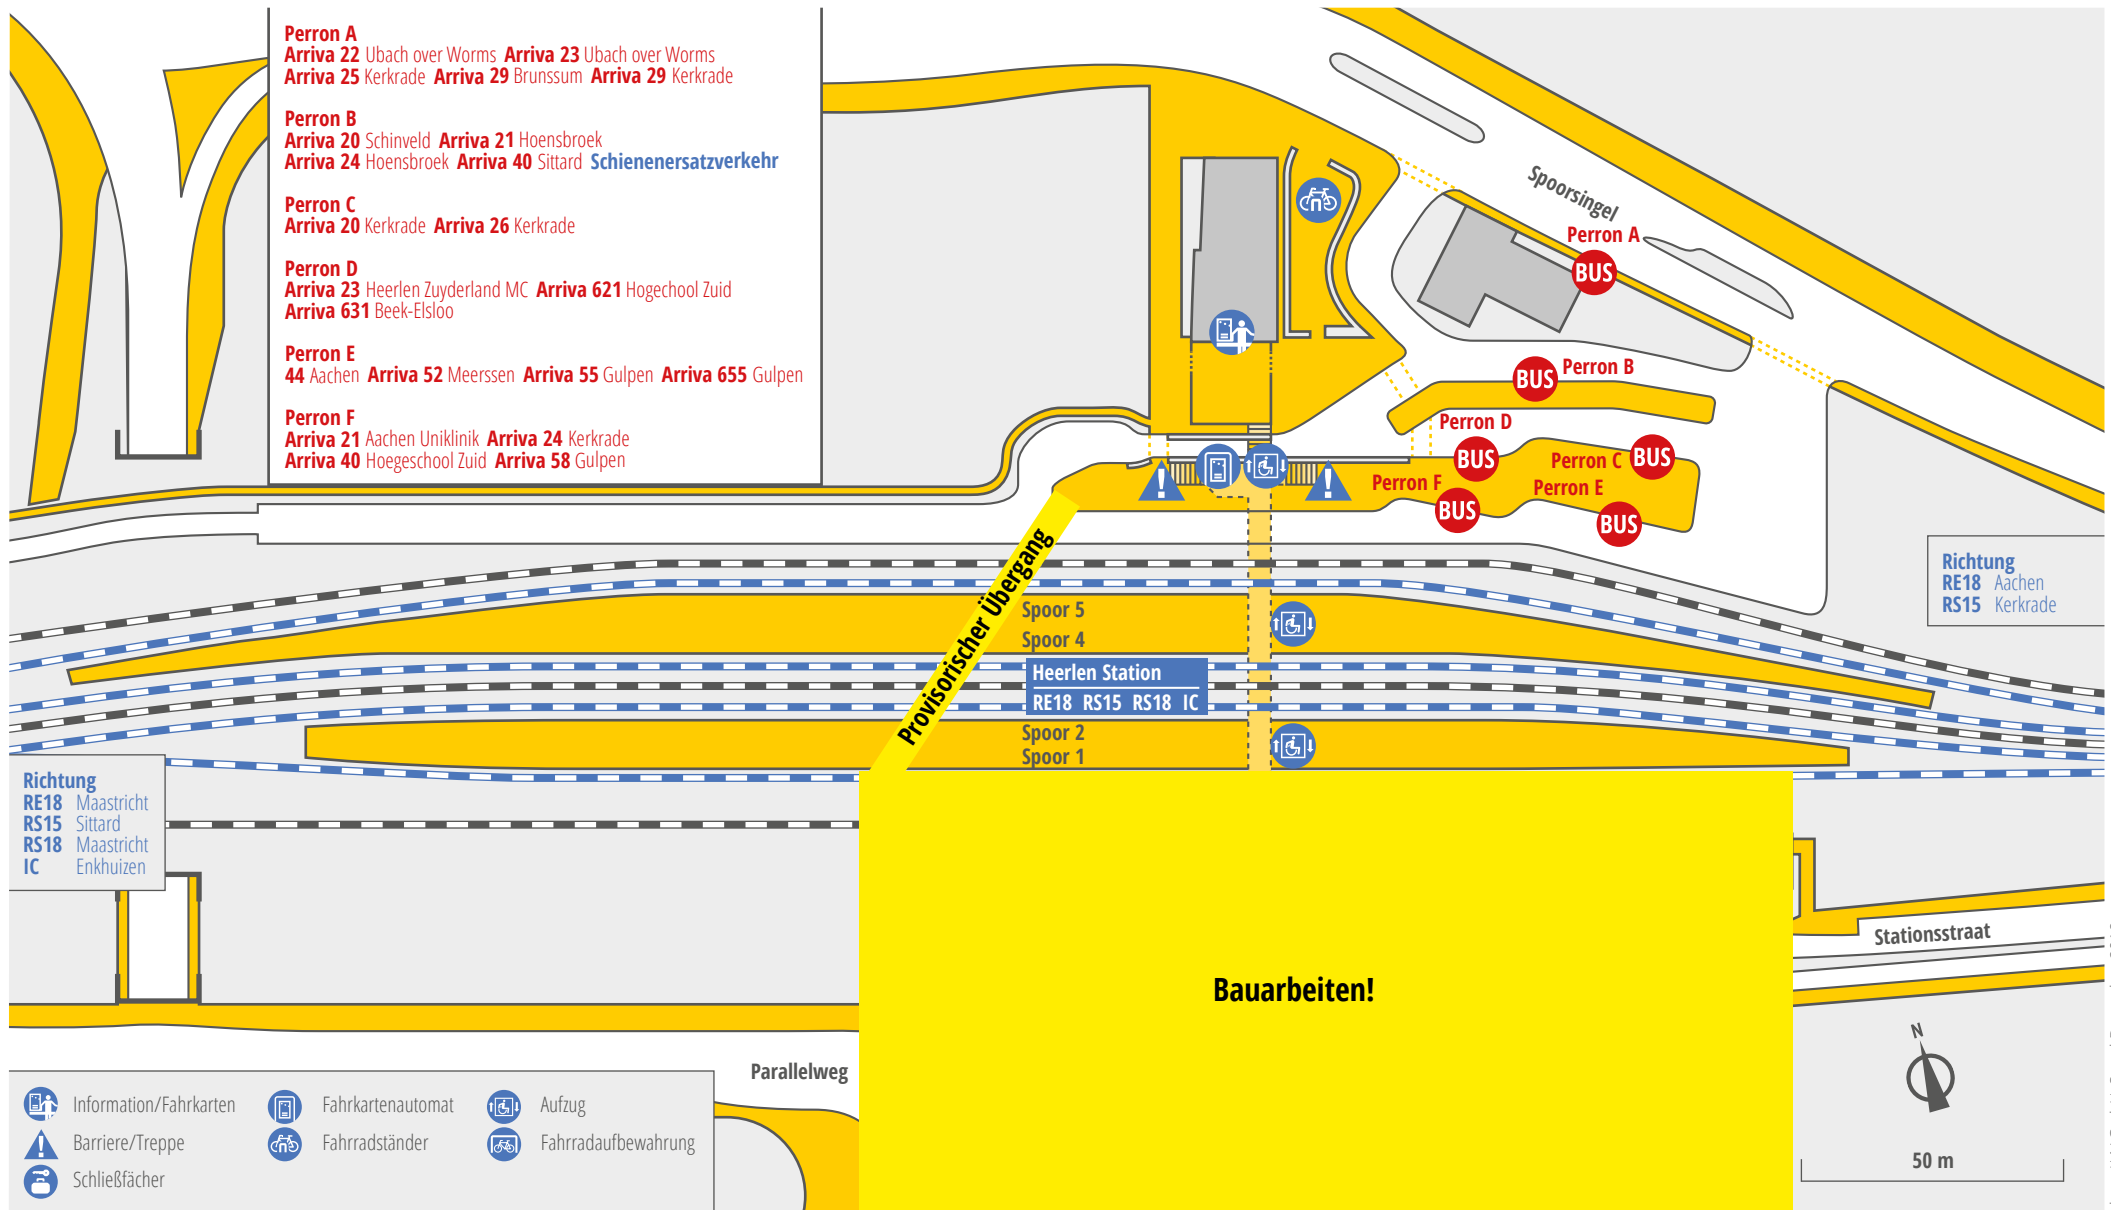 Perron A
Arriva 22 Ubach over Worms Arriva 23 Ubach over Worms
Arriva 25 Kerkrade Arriva 29 Brunssum Arriva 29 Kerkrade
Perron B
Arriva 20 Schinveld Arriva 21 Hoensbroek
Arriva 24 Hoensbroek Arriva 40 Sittard Schienenersatzverkehr
Perron C
Arriva 20 Kerkrade Arriva 26 Kerkrade
Perron D
Arriva 23 Heerlen Zuyderland MC Arriva 621 Hogechool Zuid
Arriva 631 Beek-Elsloo
Perron E
44 Aachen Arriva 52 Meerssen Arriva 55 Gulpen Arriva 655 Gulpen
Perron F
Arriva 21 Aachen Uniklinik Arriva 24 Kerkrade
Arriva 40 Hoegeschool Zuid Arriva 58 Gulpen
Spoorsingel
Perron A
BUS
Perron B
BUS
Perron D
BUS
Perron C
BUS
Perron F
BUS
Perron E
BUS
Provisorischer Übergang
Richtung
RE18 Aachen
RS15 Kerkrade
Spoor 5
Spoor 4
Heerlen Station
RE18 RS15 RS18 IC
Spoor 2
Spoor 1
Richtung
RE18 Maastricht
RS15 Sittard
RS18 Maastricht
IC Enkhuizen
Stationsstraat
Bauarbeiten!
Parallelweg
Information/Fahrkarten
Fahrkartenautomat
Aufzug
Barriere/Treppe
Fahrradständer
Fahrradaufbewahrung
Schließfächer
N
50 m